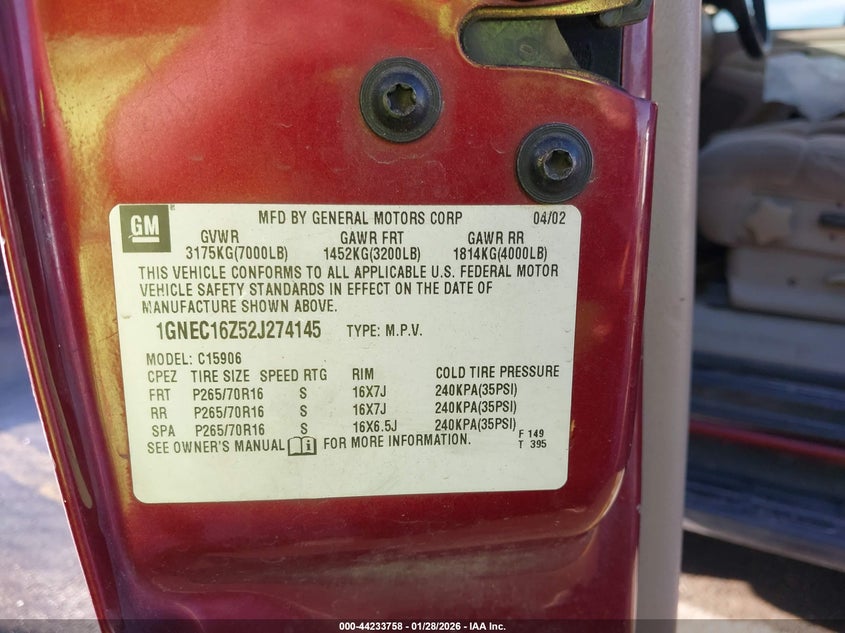 GM
MFD BY GENERAL MOTORS CORP 04/02
GVWR GAWR FRT GAWR RR
3175KG(7000LB) 1452KG(3200LB) 1814KG(4000LB)
THIS VEHICLE CONFORMS TO ALL APPLICABLE U.S. FEDERAL MOTOR
VEHICLE SAFETY STANDARDS IN EFFECT ON THE DATE OF
MANUFACTURE SHOWN ABOVE.
1GNEC16Z52J274145 TYPE: M.P.V.
MODEL: C15906
CPEZ TIRE SIZE SPEED RTG RIM COLD TIRE PRESSURE
FRT P265/70R16 S 16X7J 240KPA(35PSI)
RR P265/70R16 S 16X7J 240KPA(35PSI)
SPA P265/70R16 S 16X6.5J 240KPA(35PSI)
SEE OWNER'S MANUAL FOR MORE INFORMATION. F 149
T 395
000-44233758 - 01/28/2026 - IAA Inc.